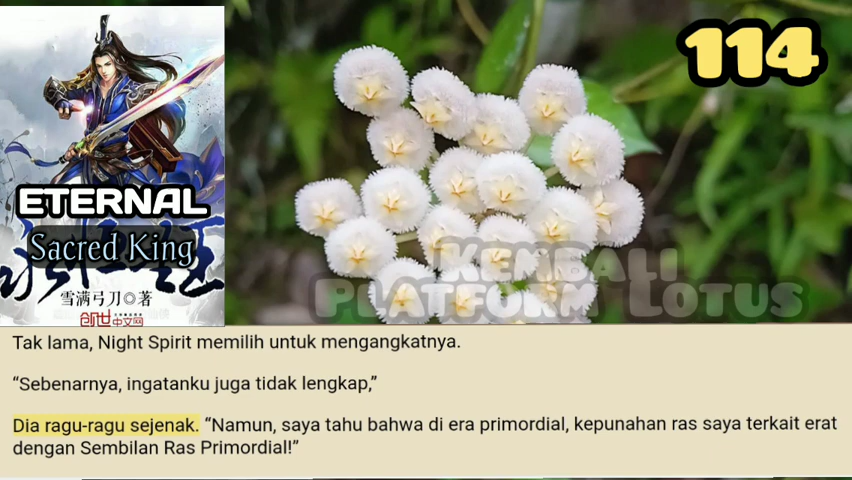 114
ETERNAL
Sacred King
雪满弓刀◎著
创世中文网
KEMBALI
PLATFORM LOTUS
Tak lama, Night Spirit memilih untuk mengangkatnya.
“Sebenarnya, ingatanku juga tidak lengkap,”
Dia ragu-ragu sejenak. “Namun, saya tahu bahwa di era primordial, kepunahan ras saya terkait erat
dengan Sembilan Ras Primordial!”